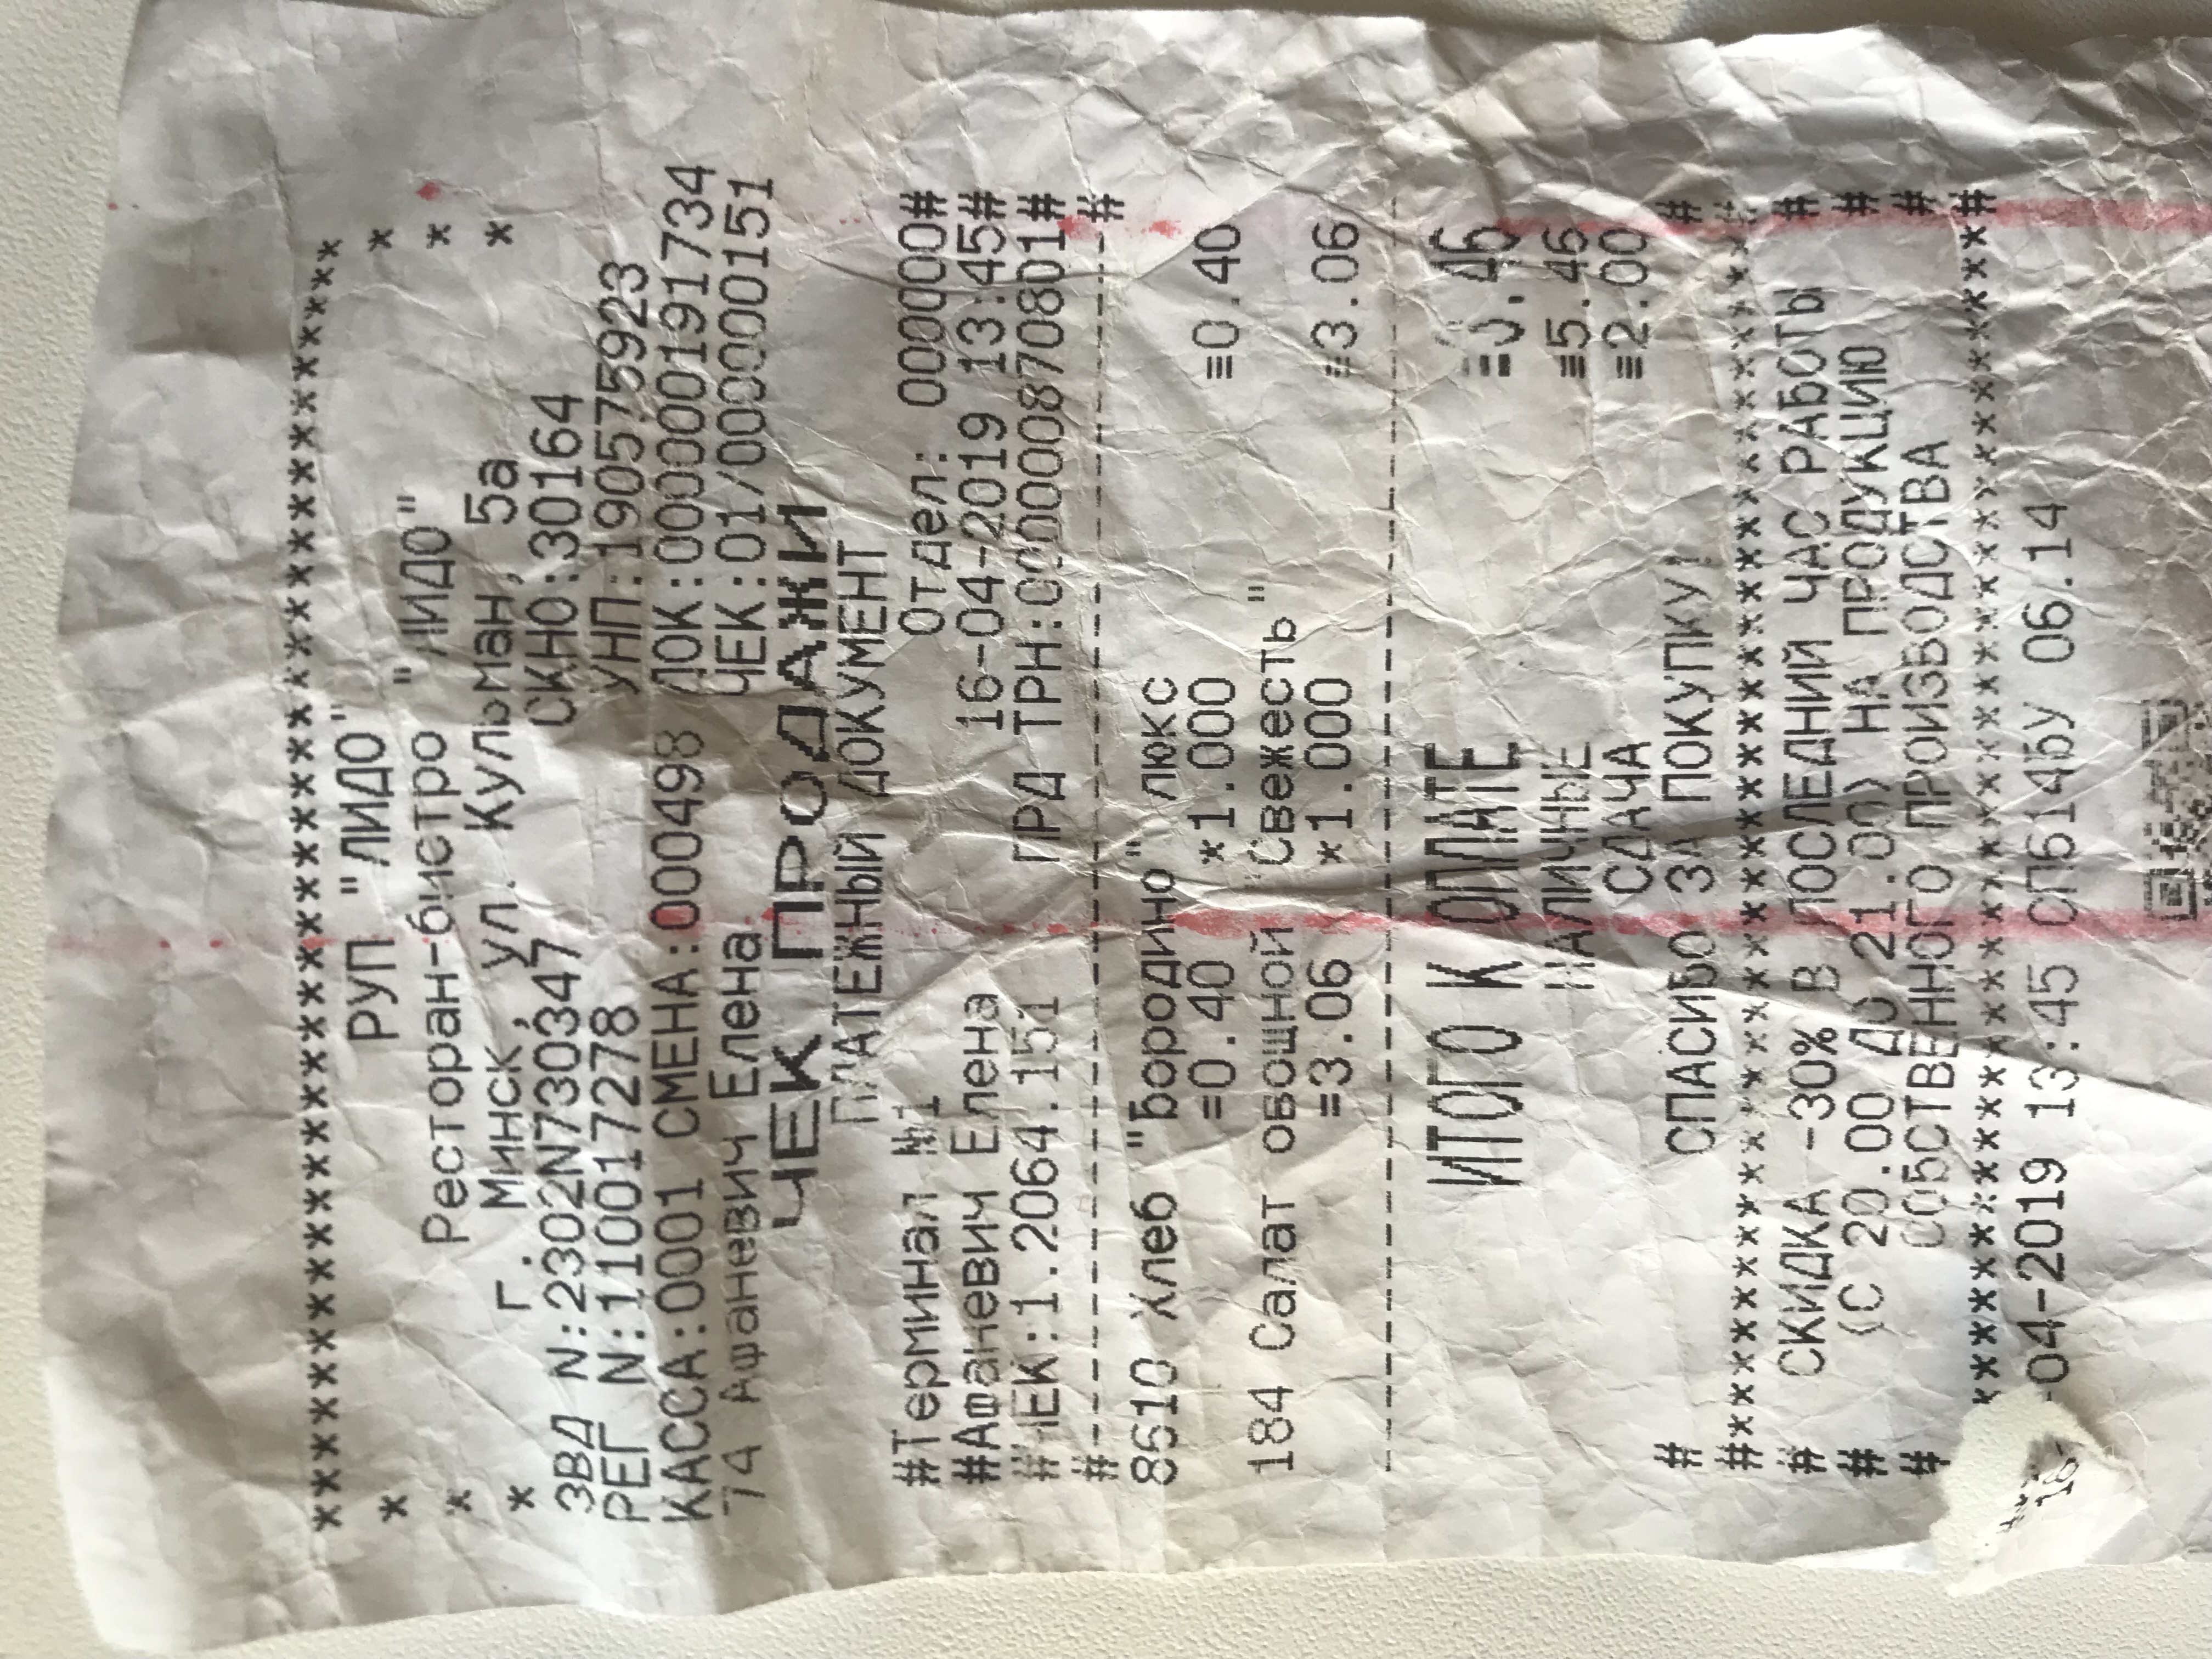 ****************************************
* РУП "ЛИДО" *
* Ресторан-бистро "ЛИДО" *
* г. Минск, ул. Кульман, 5а *
ЗВД N:2302N730347 СКНО:30164
РЕГ N:110017278 УНП:190575923
КАССА:0001 СМЕНА:000498 ДОК:000000191734
74 Афаневич Елена ЧЕК:01/000000151
ЧЕК ПРОДАЖИ
ПЛАТЕЖНЫЙ ДОКУМЕНТ
#Терминал №1 Отдел: 000000#
#Афаневич Елена 16-04-2019 13:45#
#ЧЕК:1.2064.151 ПРД ТРН:000000870801#
#---------------------------------------#
8610 Хлеб "Бородино" люкс
=0.40 *1.000 ≡0.40
184 Салат овощной "Свежесть"
=3.06 *1.000 ≡3.06
----------------------------------------
ИТОГО К ОПЛАТЕ ≡3.46
НАЛИЧНЫЕ ≡5.46
СДАЧА ≡2.00
# СПАСИБО ЗА ПОКУПКУ! #
#**************************************#
# СКИДКА -30% В ПОСЛЕДНИЙ ЧАС РАБОТЫ #
# (С 20.00 ДО 21.00) НА ПРОДУКЦИЮ #
# СОБСТВЕННОГО ПРОИЗВОДСТВА #
**************************************#
16-04-2019 13:45 СП614БУ 06.14